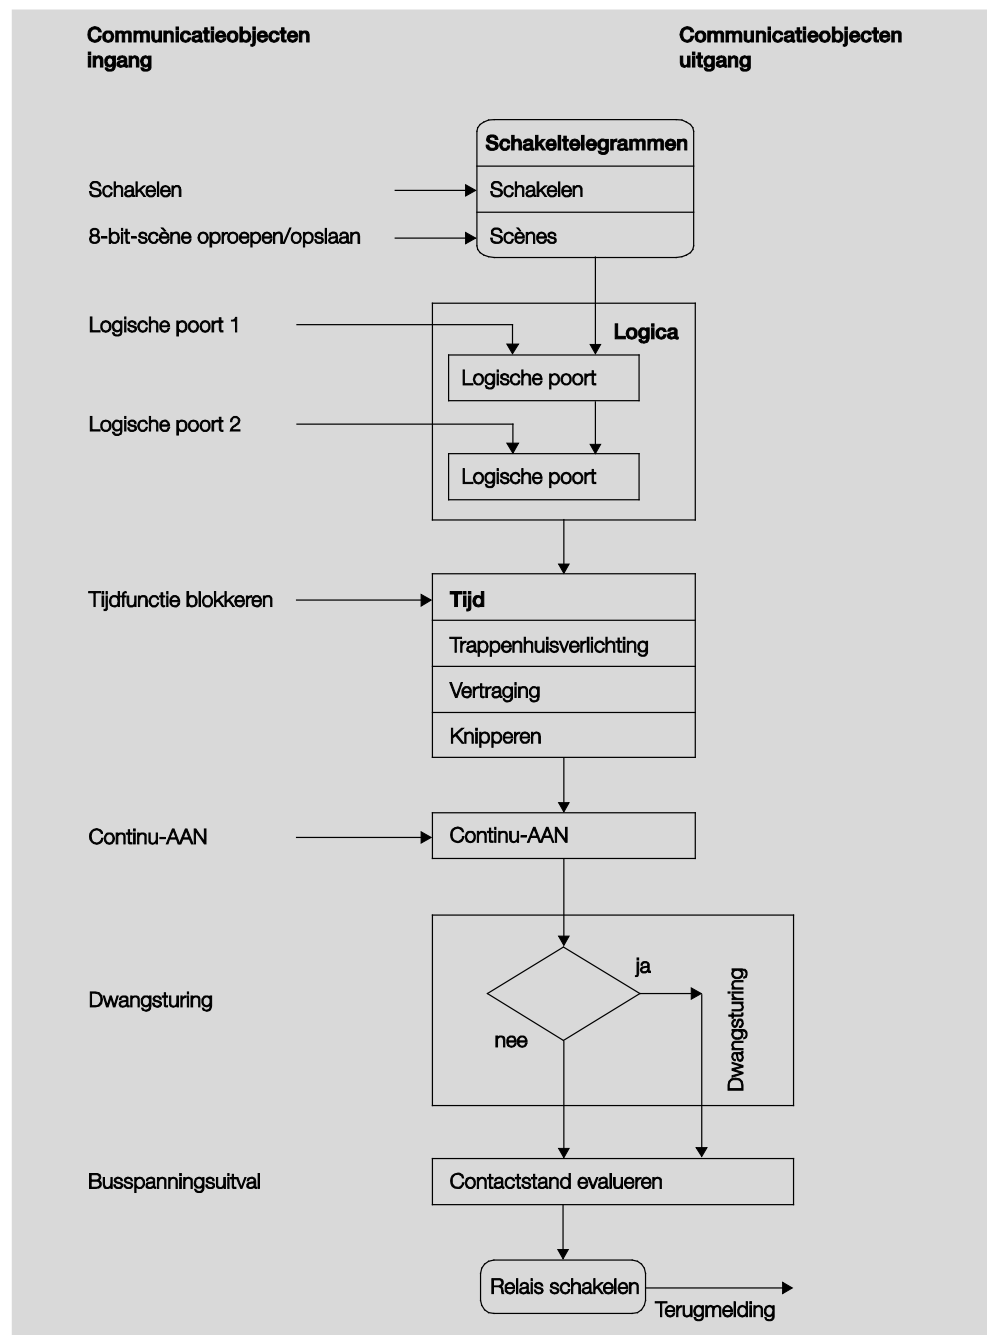 Communicatieobjecten
ingang
Communicatieobjecten
uitgang
Schakeltelegrammen
Schakelen
Schakelen
8-bit-scène oproepen/opslaan
Scènes
Logische poort 1
Logica
Logische poort
Logische poort 2
Logische poort
Tijdfunctie blokkeren
Tijd
Trappenhuisverlichting
Vertraging
Knipperen
Continu-AAN
Continu-AAN
ja
Dwangsturing
Dwangsturing
nee
Busspanningsuitval
Contactstand evalueren
Relais schakelen
Terugmelding